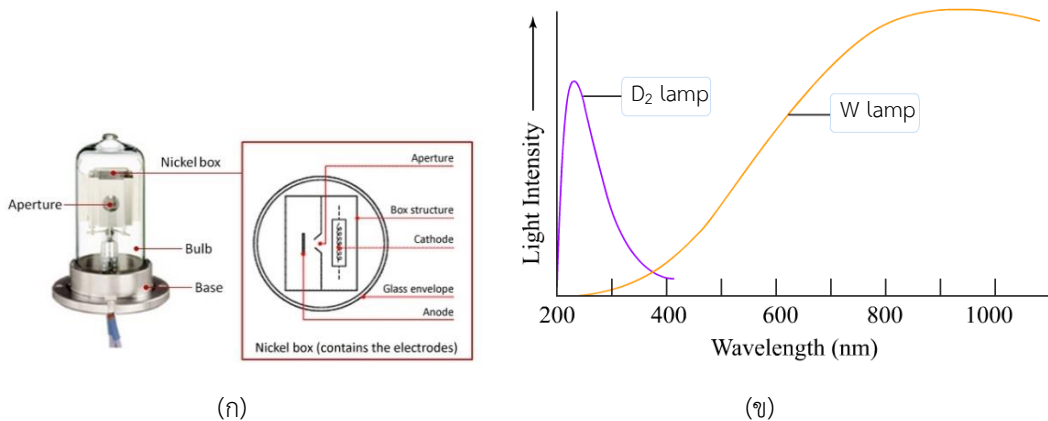 Nickel box
Aperture
Bulb
Base
Aperture
Box structure
Cathode
Glass envelope
Anode
Nickel box (contains the electrodes)
(ก)
Light Intensity
D₂ lamp
W lamp
200
400
600
800
1000
Wavelength (nm)
(ข)